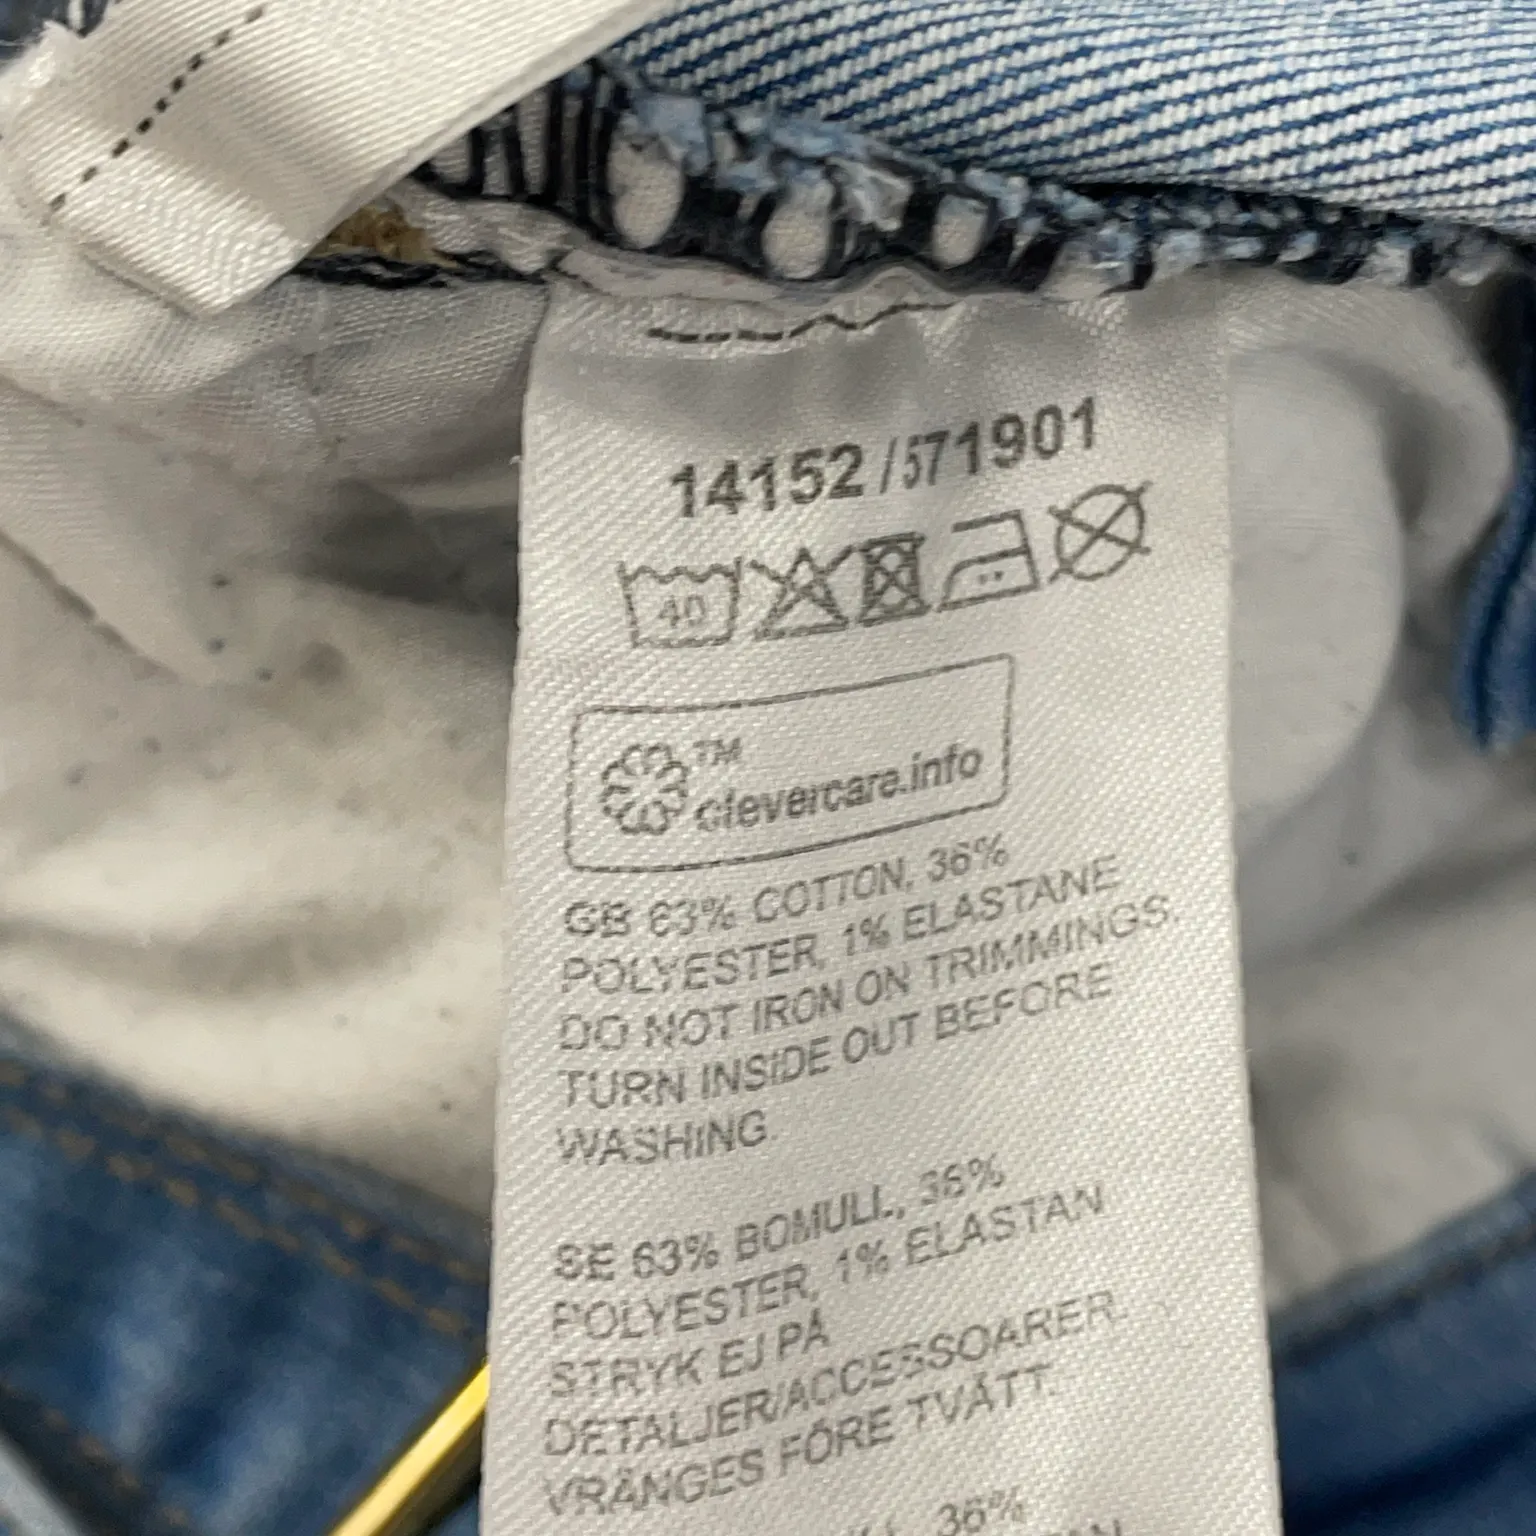 14152 /571901
40
TM
clevercare.info
GB 63% COTTON, 36%
POLYESTER, 1% ELASTANE
DO NOT IRON ON TRIMMINGS.
TURN INSIDE OUT BEFORE
WASHING.
SE 63% BOMULL, 36%
POLYESTER, 1% ELASTAN
STRYK EJ PÅ
DETALJER/ACCESSOARER.
VRÄNGES FÖRE TVÄTT.
36%